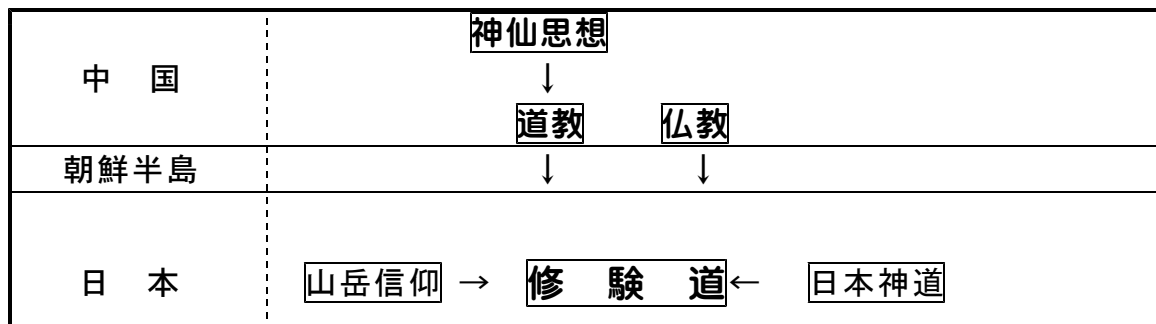 神仙思想
中 国
↓
道教 仏教
朝鮮半島 ↓ ↓
日 本 山岳信仰 → 修 験 道 ← 日本神道